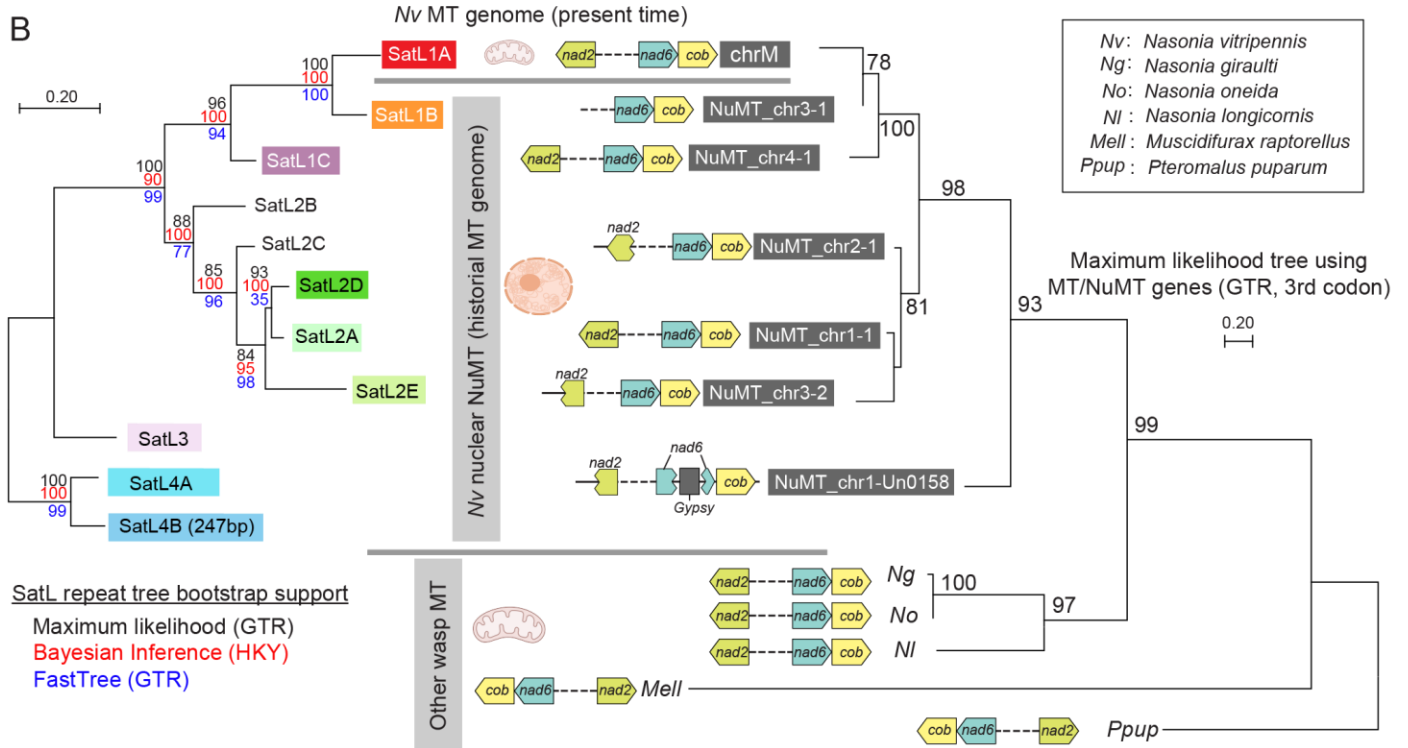 B
Nv MT genome (present time)
SatL1A
nad2
nad6
cob
chrM
100
100
100
0.20
SatL1B
nad6
cob
NuMT_chr3-1
96
100
94
SatL1C
nad2
nad6
cob
NuMT_chr4-1
100
90
99
SatL2B
88
100
77
SatL2C
nad2
nad6
cob
NuMT_chr2-1
85
100
96
93
100
35
SatL2D
SatL2A
nad2
nad6
cob
NuMT_chr1-1
84
95
98
SatL2E
nad2
nad6
cob
NuMT_chr3-2
SatL3
nad2
nad6
cob
Gypsy
NuMT_chr1-Un0158
100
100
99
SatL4A
SatL4B (247bp)
Nv nuclear NuMT (historial MT genome)
78
100
98
81
93
99
Nv: Nasonia vitripennis
Ng: Nasonia giraulti
No: Nasonia oneida
Nl: Nasonia longicornis
Mell: Muscidifurax raptorellus
Ppup: Pteromalus puparum
Maximum likelihood tree using
MT/NuMT genes (GTR, 3rd codon)
0.20
SatL repeat tree bootstrap support
Maximum likelihood (GTR)
Bayesian Inference (HKY)
FastTree (GTR)
Other wasp MT
nad2
nad6
cob
Ng
100
nad2
nad6
cob
No
97
nad2
nad6
cob
Nl
cob
nad6
nad2
Mell
cob
nad6
nad2
Ppup